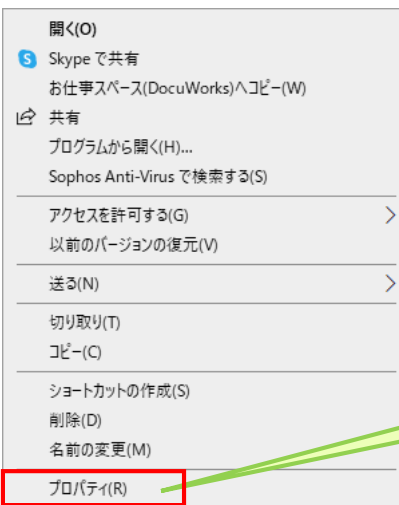 開く(O)
Skype で共有
お仕事スペース(DocuWorks)へコピー(W)
共有
プログラムから開く(H)...
Sophos Anti-Virus で検索する(S)
アクセスを許可する(G)
以前のバージョンの復元(V)
送る(N)
切り取り(T)
コピー(C)
ショートカットの作成(S)
削除(D)
名前の変更(M)
プロパティ(R)